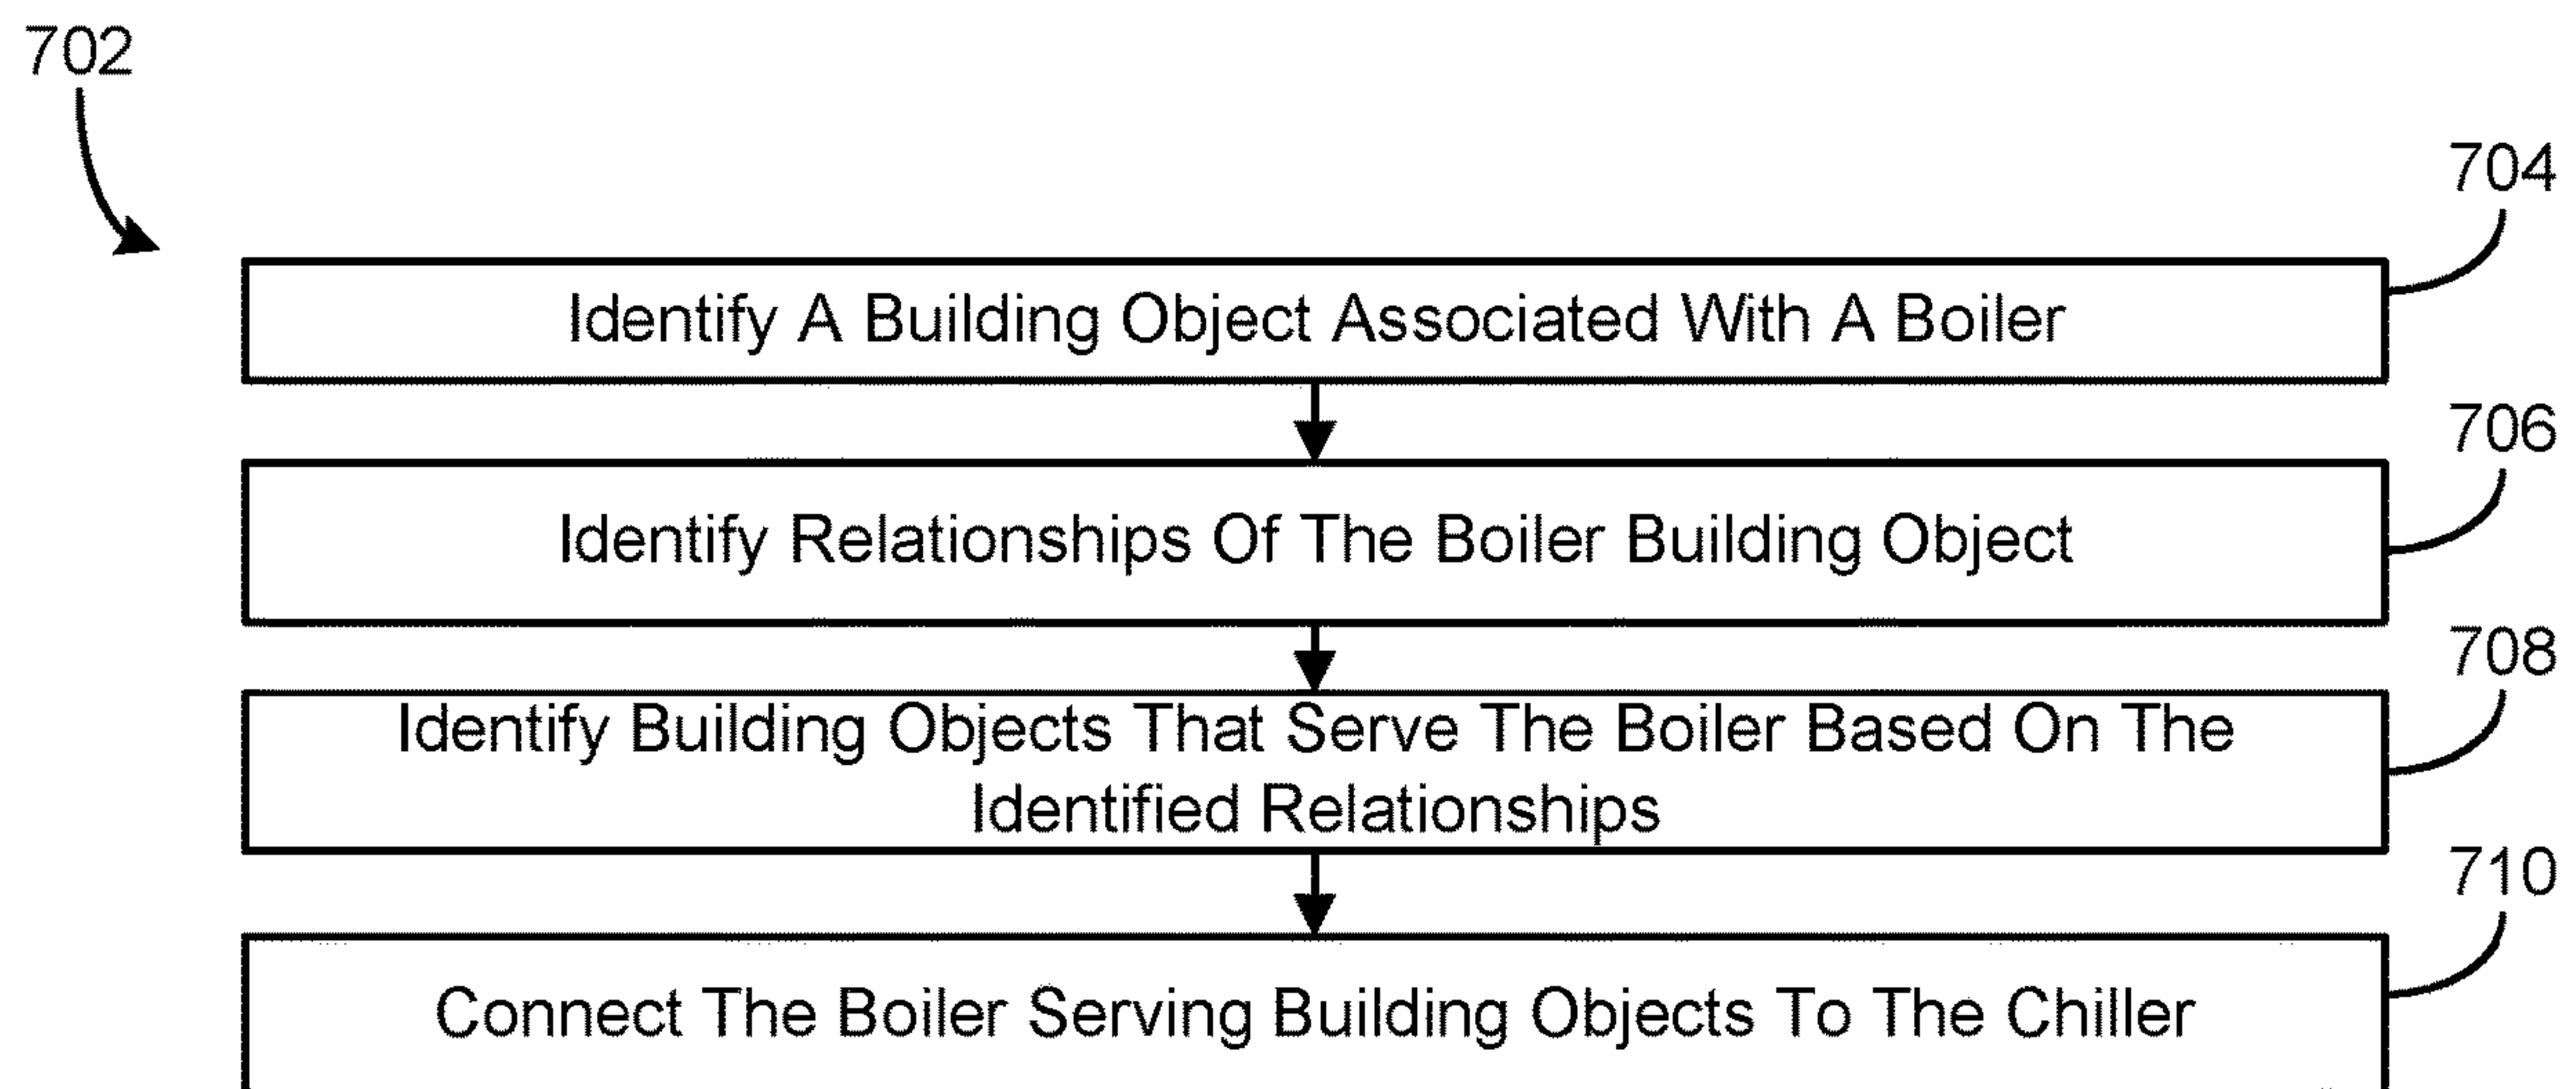 702
704
Identify A Building Object Associated With A Boiler
706
Identify Relationships Of The Boiler Building Object
708
Identify Building Objects That Serve The Boiler Based On The
Identified Relationships
710
Connect The Boiler Serving Building Objects To The Chiller